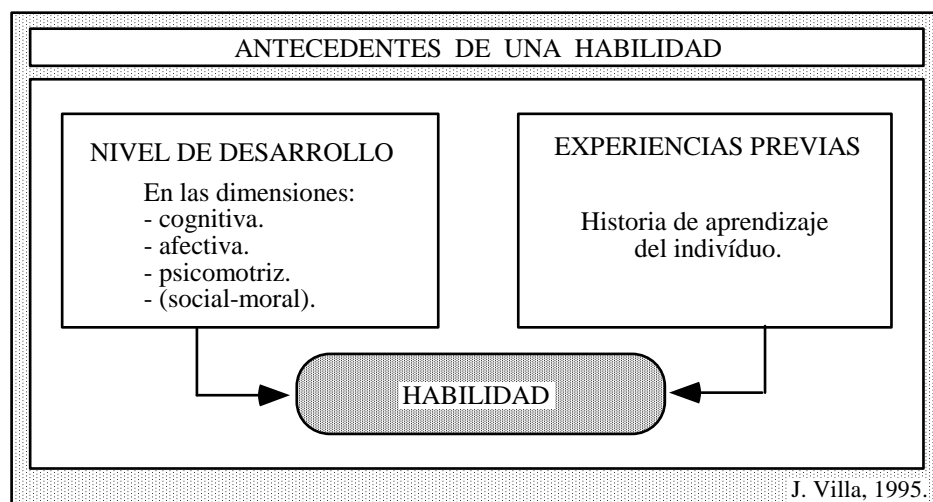 ANTECEDENTES DE UNA HABILIDAD
NIVEL DE DESARROLLO
En las dimensiones:
- cognitiva.
- afectiva.
- psicomotriz.
- (social-moral).
EXPERIENCIAS PREVIAS
Historia de aprendizaje
del indivíduo.
HABILIDAD
J. Villa, 1995.